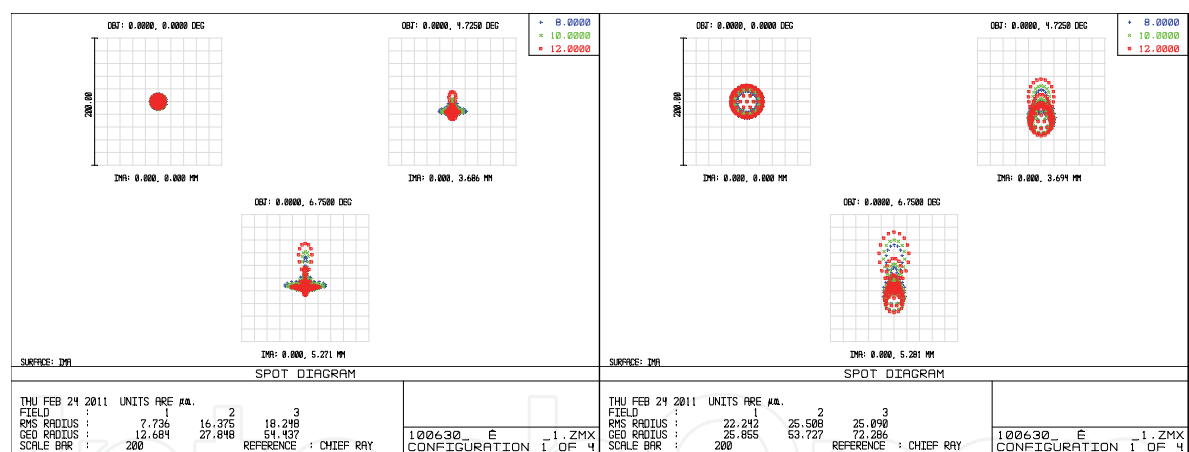 OBJ: 0.0000, 0.0000 DEG
OBJ: 0.0000, 4.7250 DEG
+ 8.0000
× 10.0000
▫ 12.0000
200.00
IMA: 0.000, 0.000 MM
IMA: 0.000, 3.686 MM
OBJ: 0.0000, 6.7500 DEG
IMA: 0.000, 5.271 MM
SURFACE: IMA
SPOT DIAGRAM
THU FEB 24 2011 UNITS ARE µm.
FIELD : 1 2 3
RMS RADIUS : 7.736 16.375 18.248
GEO RADIUS : 12.684 27.848 54.437
SCALE BAR : 200 REFERENCE : CHIEF RAY
100630_ E _1.ZMX
CONFIGURATION 1 OF 4
OBJ: 0.0000, 0.0000 DEG
OBJ: 0.0000, 4.7250 DEG
+ 8.0000
× 10.0000
▫ 12.0000
200.00
IMA: 0.000, 0.000 MM
IMA: 0.000, 3.694 MM
OBJ: 0.0000, 6.7500 DEG
IMA: 0.000, 5.281 MM
SURFACE: IMA
SPOT DIAGRAM
THU FEB 24 2011 UNITS ARE µm.
FIELD : 1 2 3
RMS RADIUS : 22.242 25.508 25.090
GEO RADIUS : 25.855 53.727 72.286
SCALE BAR : 200 REFERENCE : CHIEF RAY
100630_ E _1.ZMX
CONFIGURATION 1 OF 4